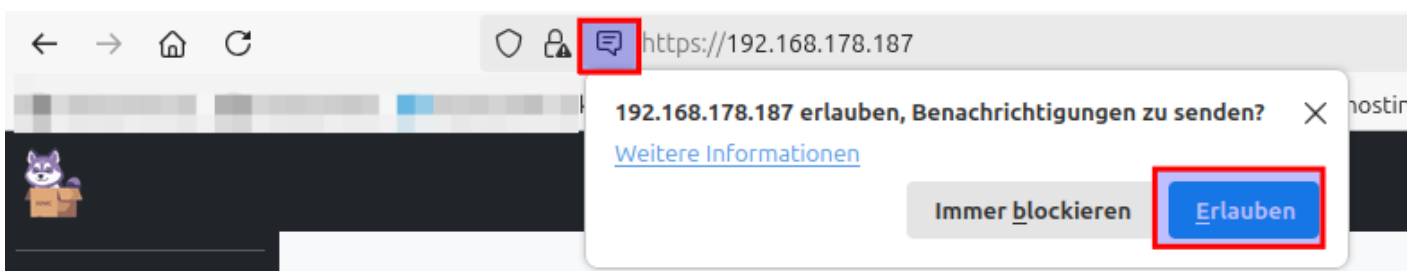 https://192.168.178.187
192.168.178.187 erlauben, Benachrichtigungen zu senden?
Weitere Informationen
Immer blockieren
Erlauben